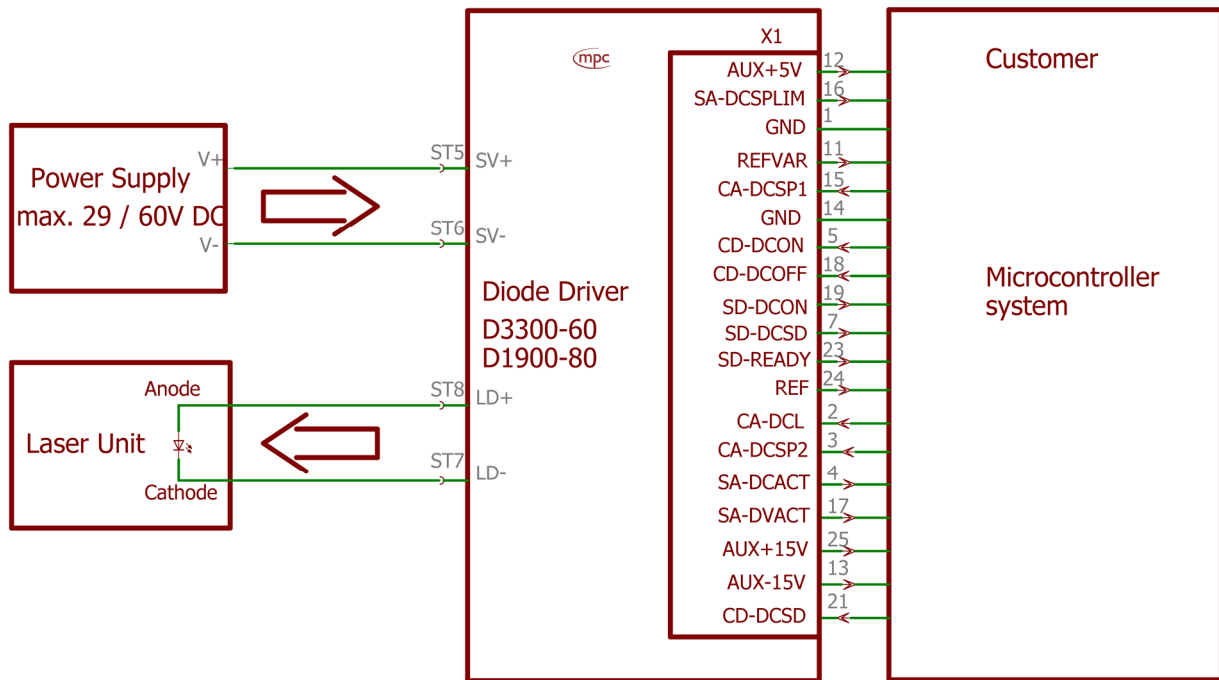 mpc
X1
Customer
Microcontroller
system
Power Supply
max. 29 / 60V DC
V+
V-
ST5
SV+
ST6
SV-
Diode Driver
D3300-60
D1900-80
Laser Unit
Anode
Cathode
ST8
LD+
ST7
LD-
AUX+5V 12
SA-DCSPLIM 16
GND 1
REFVAR 11
CA-DCSP1 15
GND 14
CD-DCON 5
CD-DCOFF 18
SD-DCON 19
SD-DCSD 7
SD-READY 23
REF 24
CA-DCL 2
CA-DCSP2 3
SA-DCACT 4
SA-DVACT 17
AUX+15V 25
AUX-15V 13
CD-DCSD 21